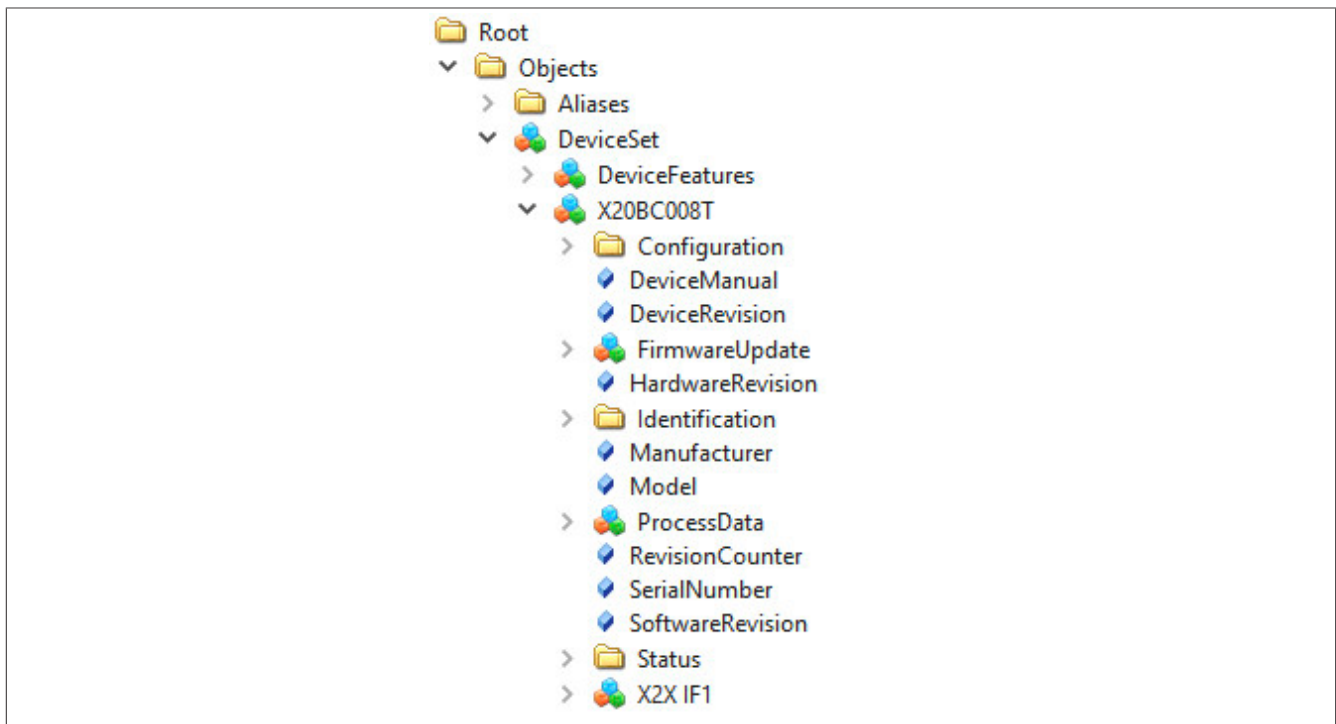 Root
Objects
Aliases
DeviceSet
DeviceFeatures
X20BC008T
Configuration
DeviceManual
DeviceRevision
FirmwareUpdate
HardwareRevision
Identification
Manufacturer
Model
ProcessData
RevisionCounter
SerialNumber
SoftwareRevision
Status
X2X IF1